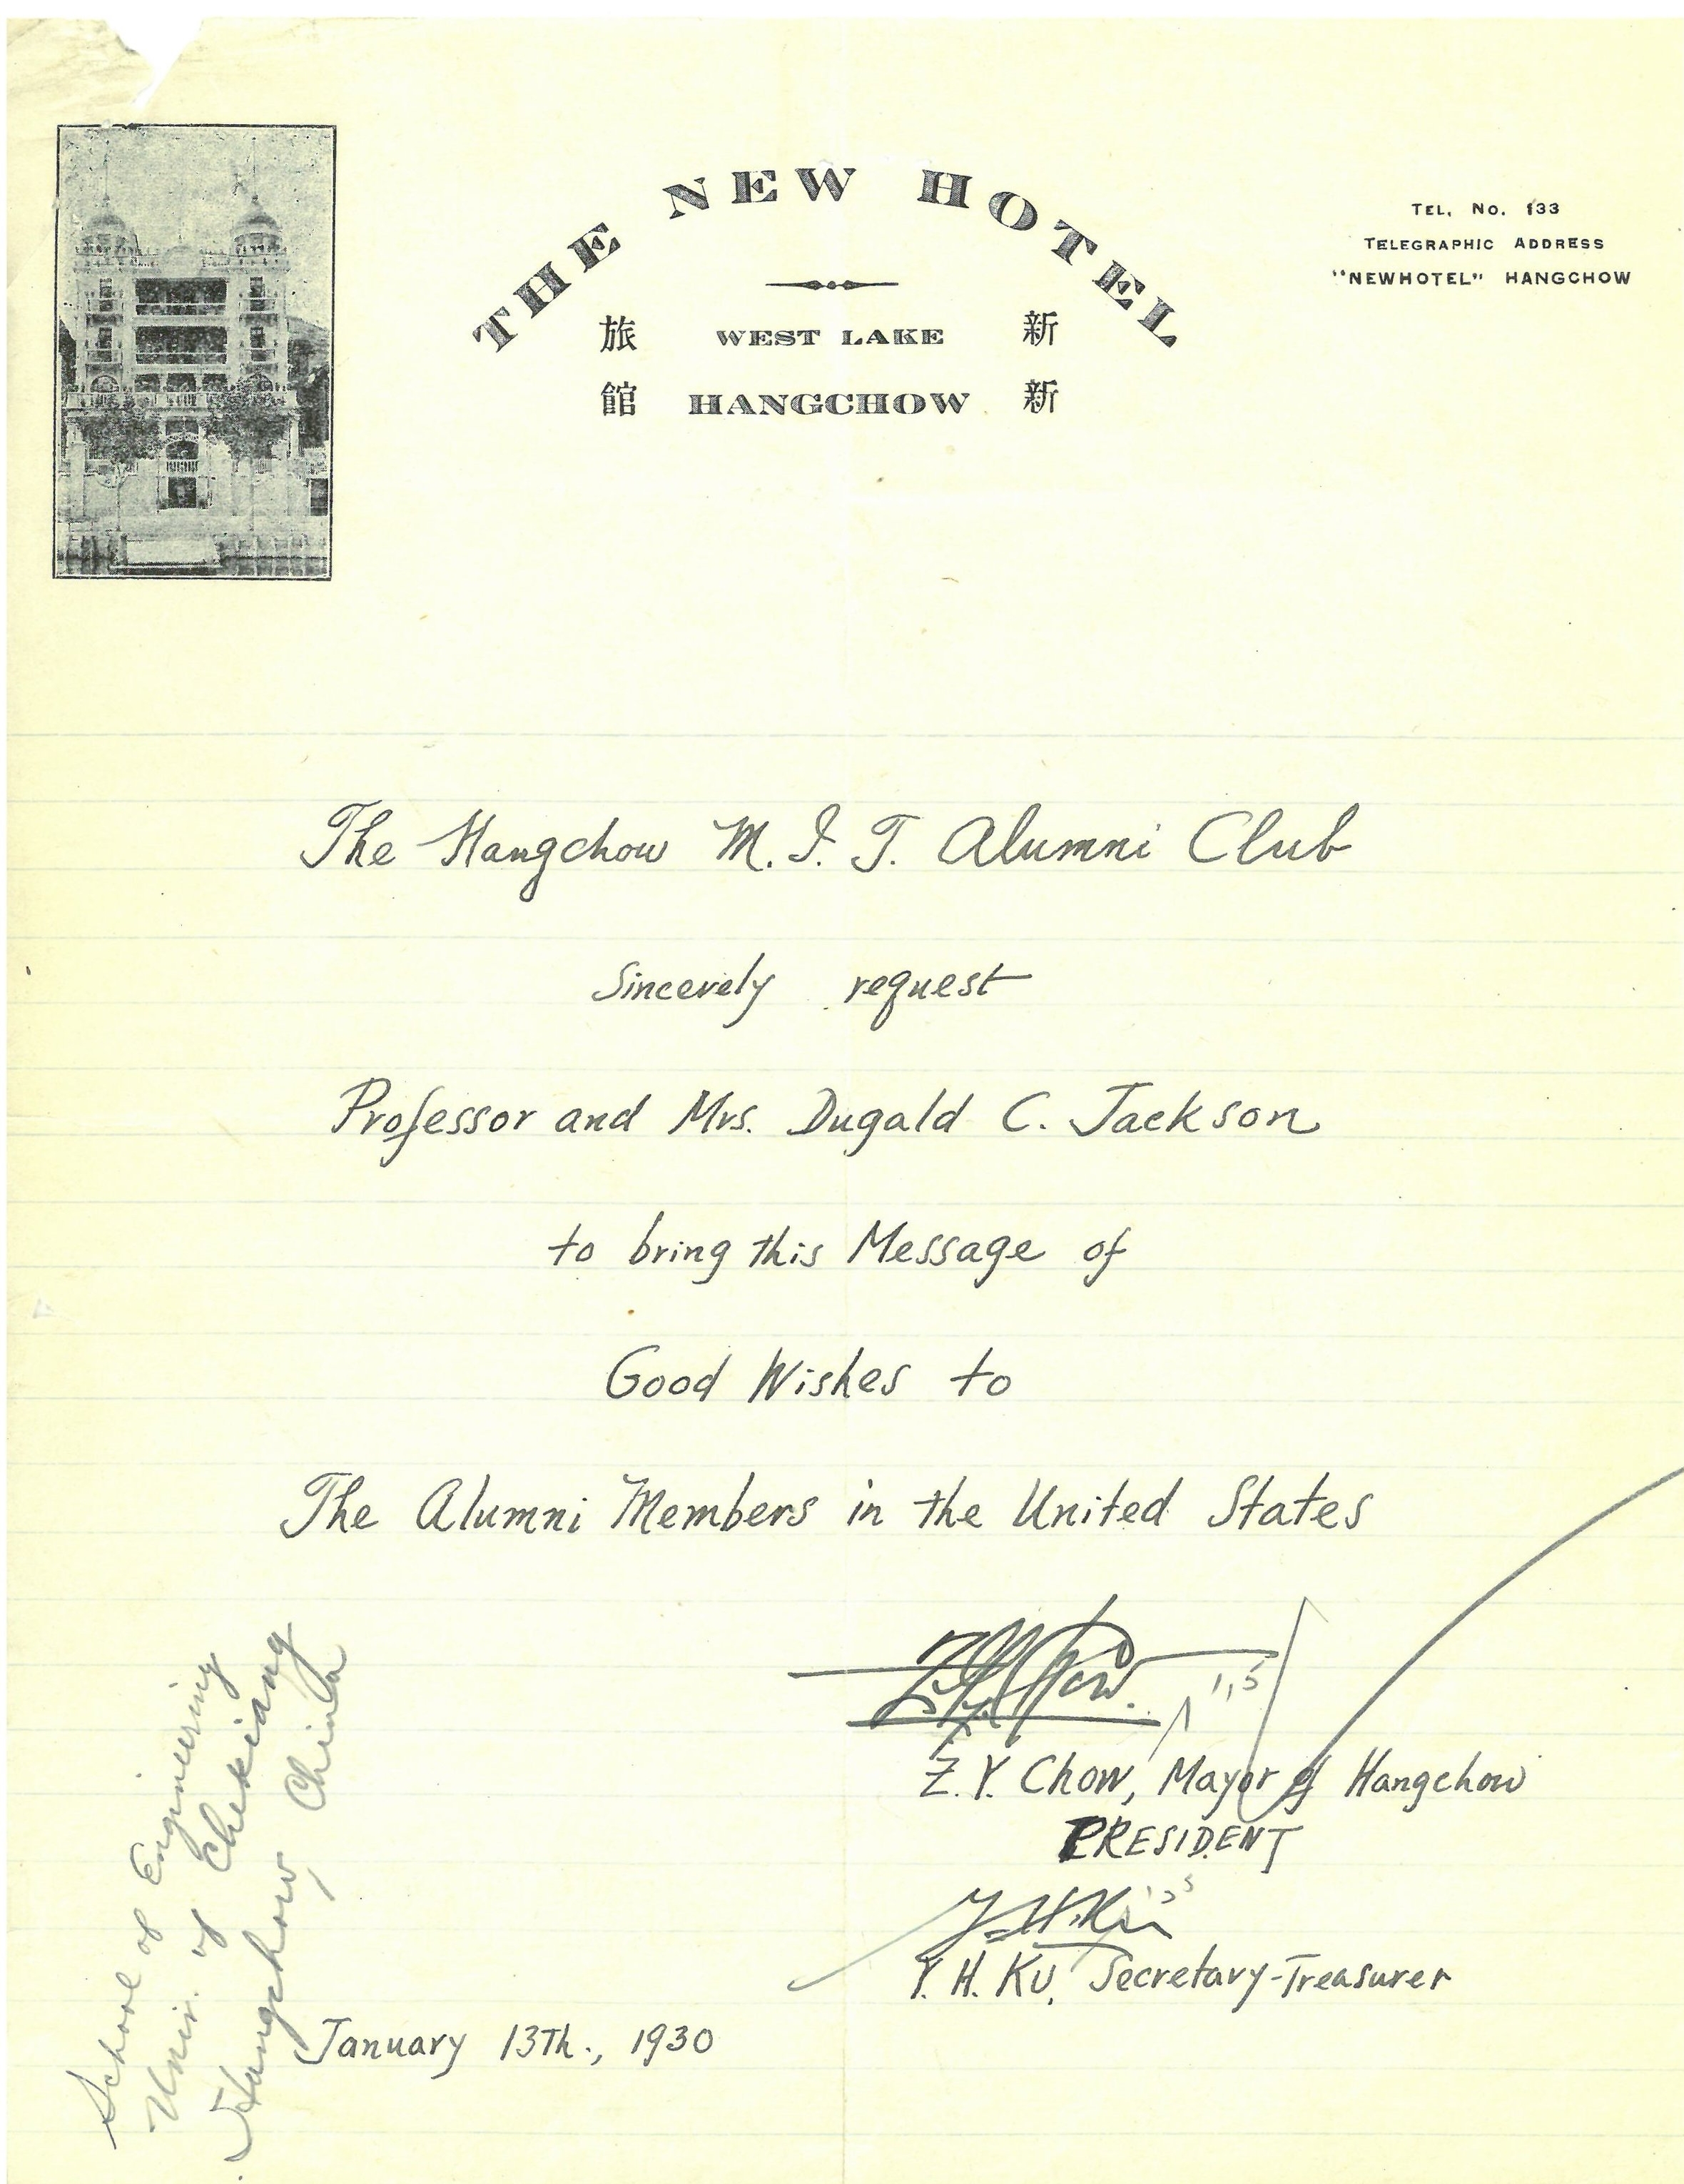 THE NEW HOTEL
TEL. No. 133
TELEGRAPHIC ADDRESS
"NEWHOTEL" HANGCHOW
旅 WEST LAKE 新
館 HANGCHOW 新
The Hangchow M. I. T. Alumni Club
Sincerely request
Professor and Mrs. Dugald C. Jackson
to bring this Message of
Good Wishes to
The Alumni Members in the United States
Z. Y. Chow.
Z. Y. Chow, Mayor of Hangchow
PRESIDENT
Y. H. Ku
Y. H. Ku, Secretary-Treasurer
January 13Th., 1930
School of Engineering
Univ. of Chekiang
Hangchow, China